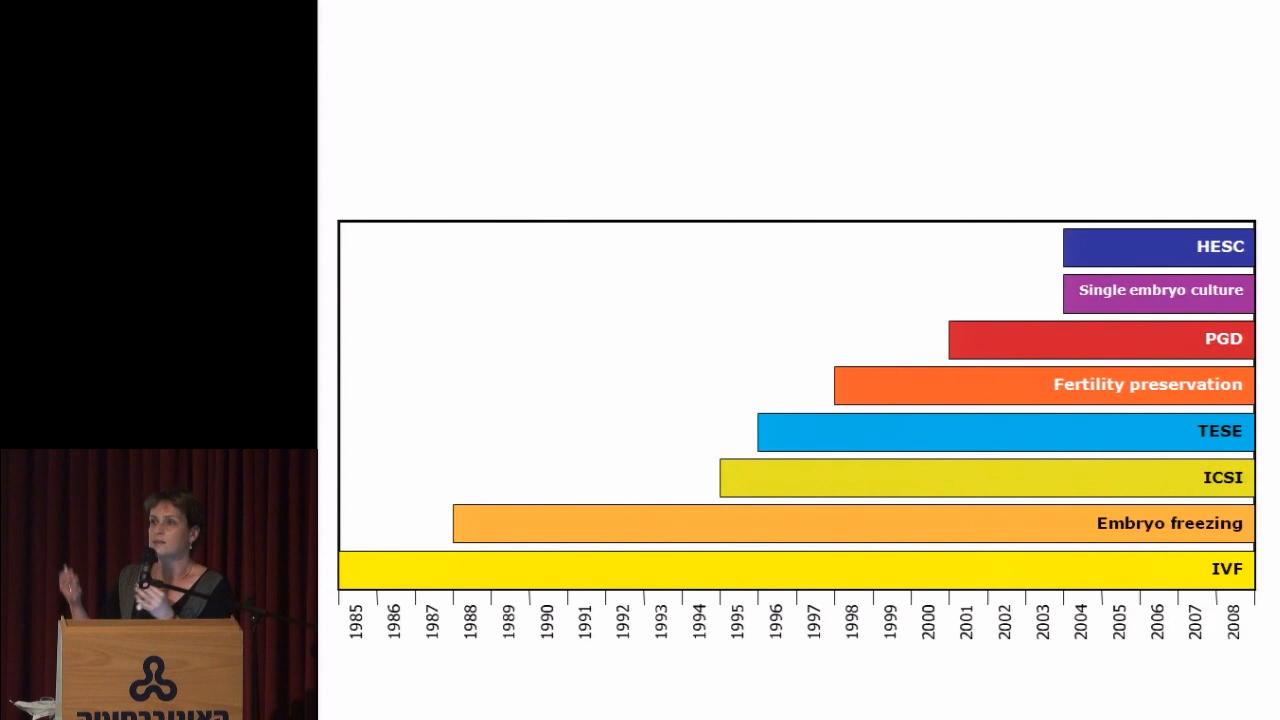 HESC
Single embryo culture
PGD
Fertility preservation
TESE
ICSI
Embryo freezing
IVF
1985 1986 1987 1988 1989 1990 1991 1992 1993 1994 1995 1996 1997 1998 1999 2000 2001 2002 2003 2004 2005 2006 2007 2008
האוניברסיטה